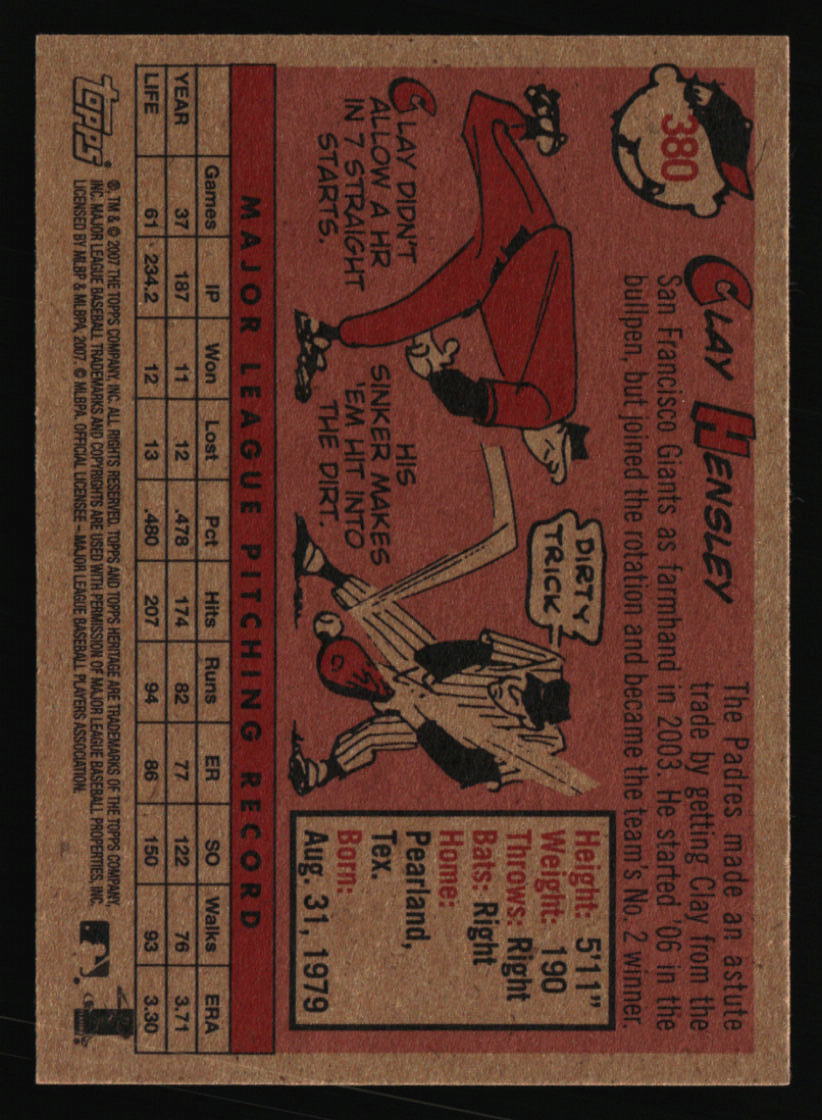 380
CLAY HENSLEY
The Padres made an astute
trade by getting Clay from the
San Francisco Giants as farmhand in 2003. He started '06 in the
bullpen, but joined the rotation and became the team's No. 2 winner.
CLAY DIDN'T
ALLOW A HR
IN 7 STRAIGHT
STARTS.
HIS
SINKER MAKES
'EM HIT INTO
THE DIRT.
DIRTY
TRICK
Height: 5'11"
Weight: 190
Throws: Right
Bats: Right
Home:
Pearland,
Tex.
Born:
Aug. 31, 1979
MAJOR LEAGUE PITCHING RECORD
Games IP Won Lost Pct Hits Runs ER SO Walks ERA
YEAR 37 187 11 12 .478 174 82 77 122 76 3.71
LIFE 61 234.2 12 13 .480 207 94 86 150 93 3.30
topps®
©, TM & © 2007 THE TOPPS COMPANY, INC. ALL RIGHTS RESERVED. TOPPS AND TOPPS HERITAGE ARE TRADEMARKS OF THE TOPPS COMPANY,
INC. MAJOR LEAGUE BASEBALL TRADEMARKS AND COPYRIGHTS ARE USED WITH PERMISSION OF MAJOR LEAGUE BASEBALL PROPERTIES, INC.
LICENSED BY MLBP & MLBPA, 2007. © MLBPA. OFFICIAL LICENSEE - MAJOR LEAGUE BASEBALL PLAYERS ASSOCIATION.